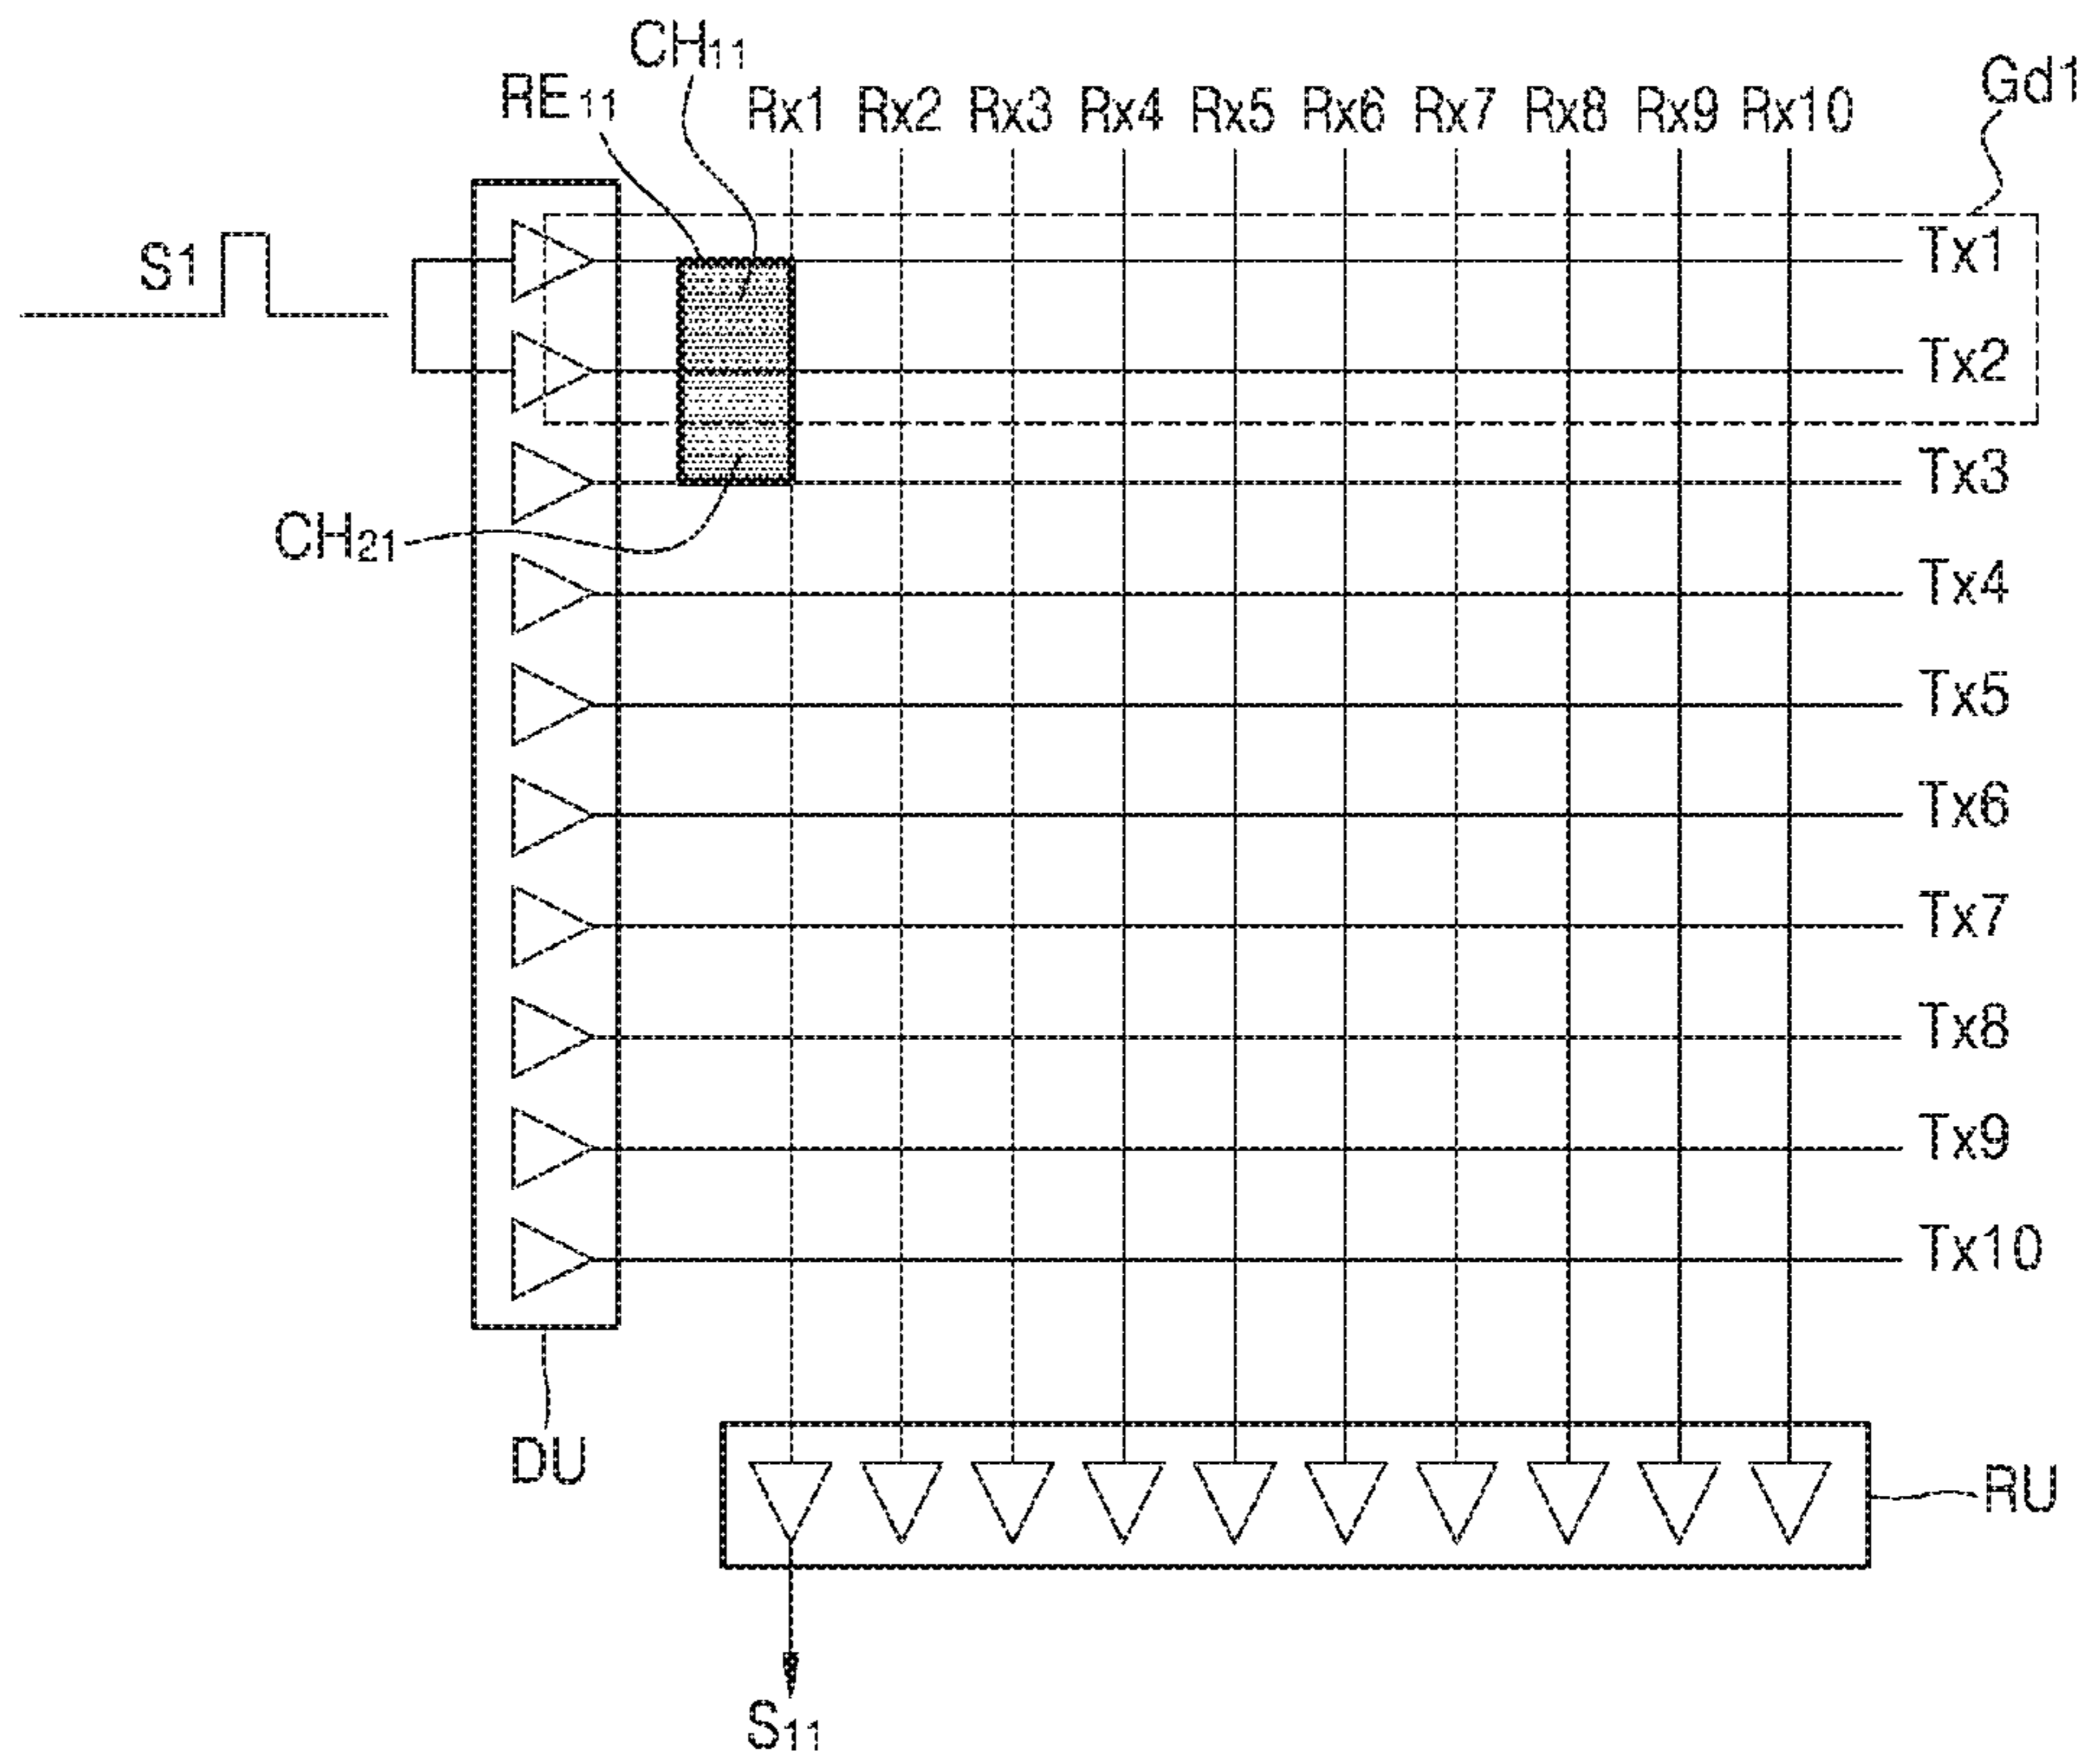 CH11
RE11
Rx1 Rx2 Rx3 Rx4 Rx5 Rx6 Rx7 Rx8 Rx9 Rx10
Gd1
S1
Tx1
Tx2
Tx3
CH21
Tx4
Tx5
Tx6
Tx7
Tx8
Tx9
Tx10
DU
RU
S11